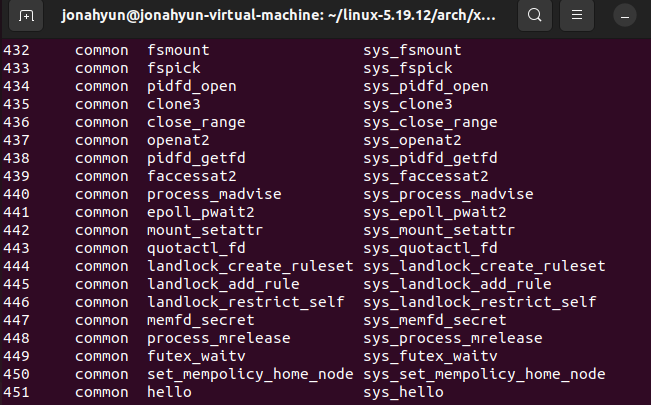 jonahyun@jonahyun-virtual-machine: ~/linux-5.19.12/arch/x...
432 common fsmount sys_fsmount
433 common fspick sys_fspick
434 common pidfd_open sys_pidfd_open
435 common clone3 sys_clone3
436 common close_range sys_close_range
437 common openat2 sys_openat2
438 common pidfd_getfd sys_pidfd_getfd
439 common faccessat2 sys_faccessat2
440 common process_madvise sys_process_madvise
441 common epoll_pwait2 sys_epoll_pwait2
442 common mount_setattr sys_mount_setattr
443 common quotactl_fd sys_quotactl_fd
444 common landlock_create_ruleset sys_landlock_create_ruleset
445 common landlock_add_rule sys_landlock_add_rule
446 common landlock_restrict_self sys_landlock_restrict_self
447 common memfd_secret sys_memfd_secret
448 common process_mrelease sys_process_mrelease
449 common futex_waitv sys_futex_waitv
450 common set_mempolicy_home_node sys_set_mempolicy_home_node
451 common hello sys_hello